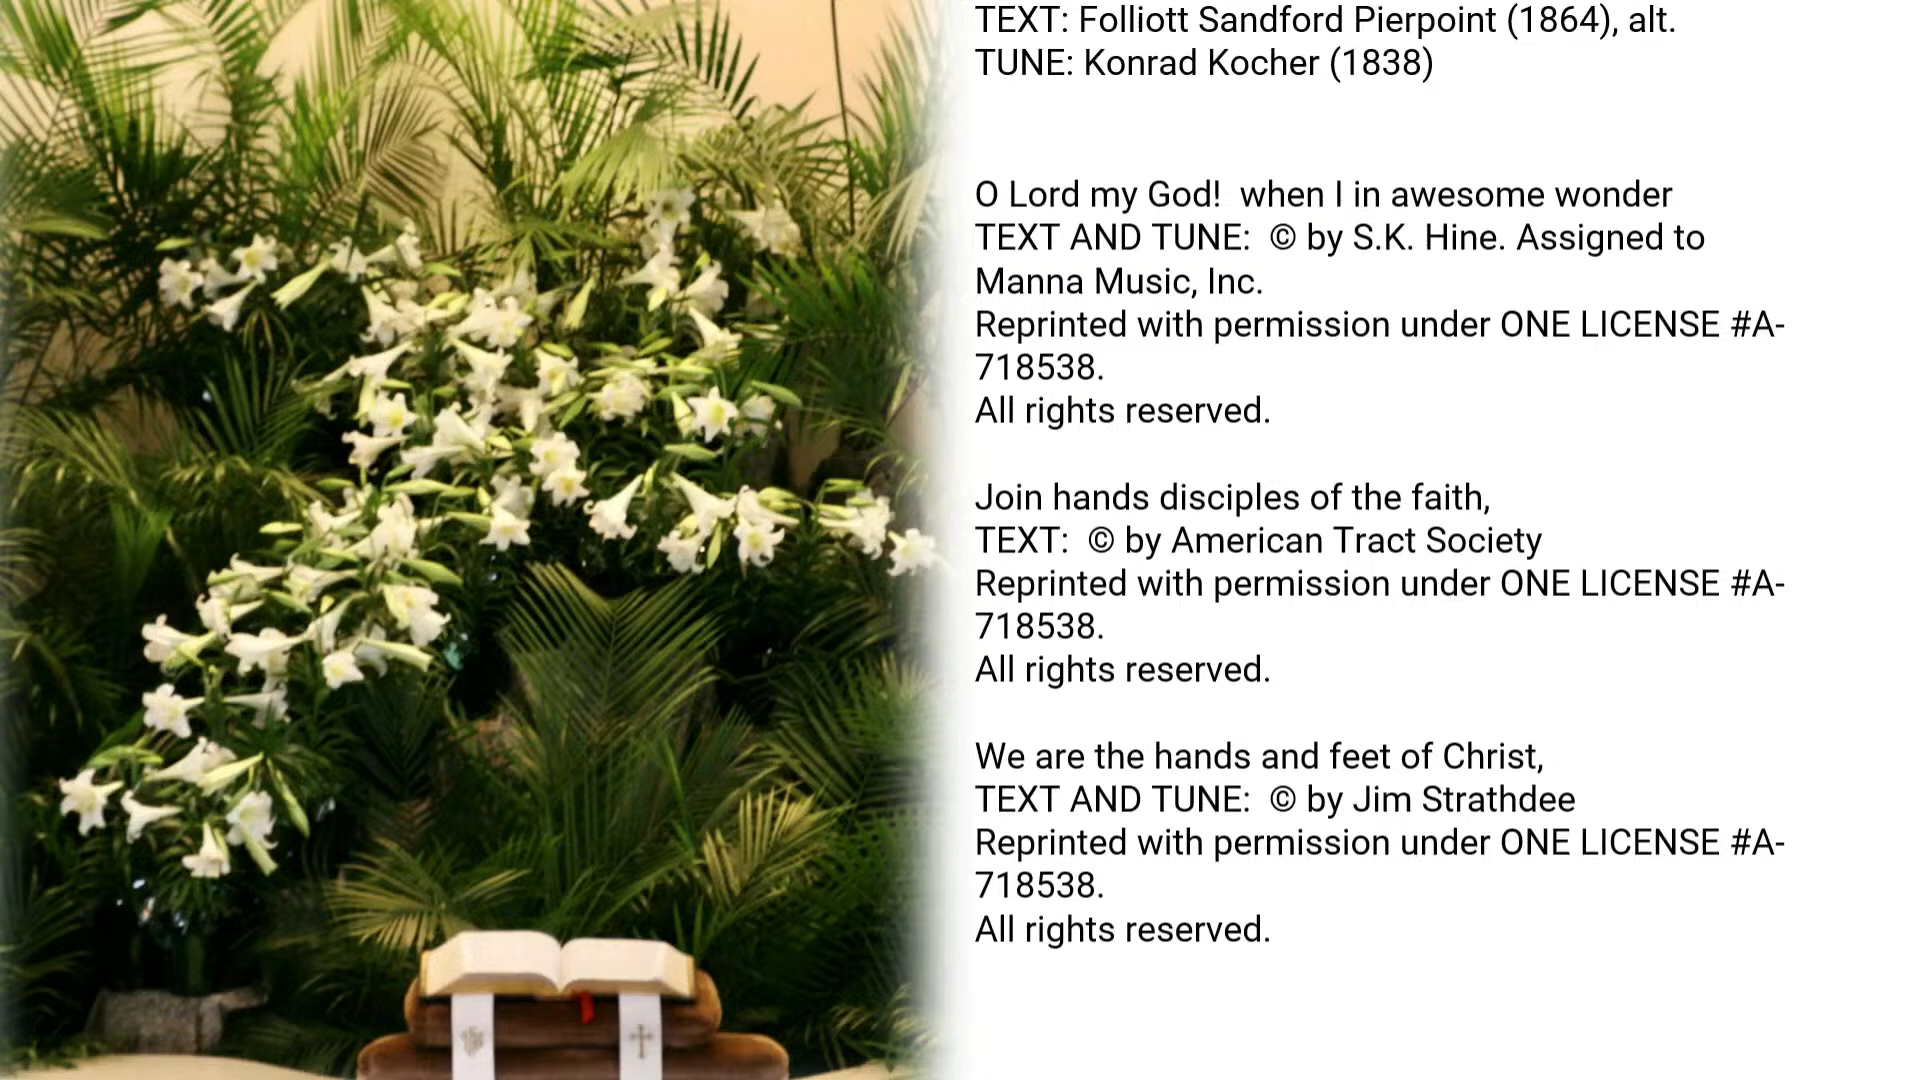 TEXT: Folliott Sandford Pierpoint (1864), alt.
TUNE: Konrad Kocher (1838)
O Lord my God!  when I in awesome wonder
TEXT AND TUNE:  © by S.K. Hine. Assigned to
Manna Music, Inc.
Reprinted with permission under ONE LICENSE #A-
718538.
All rights reserved.
Join hands disciples of the faith,
TEXT:  © by American Tract Society
Reprinted with permission under ONE LICENSE #A-
718538.
All rights reserved.
We are the hands and feet of Christ,
TEXT AND TUNE:  © by Jim Strathdee
Reprinted with permission under ONE LICENSE #A-
718538.
All rights reserved.